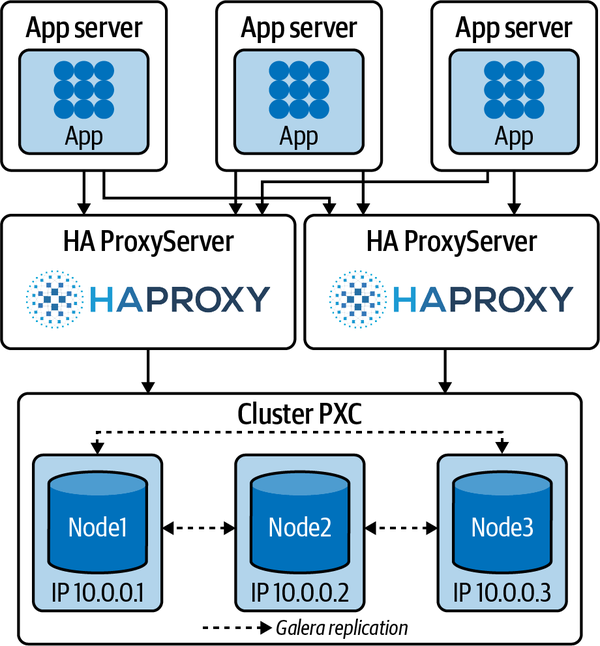 App server
App server
App server
App
App
App
HA ProxyServer
HA ProxyServer
HAPROXY
HAPROXY
Cluster PXC
Node1
Node2
Node3
IP 10.0.0.1
IP 10.0.0.2
IP 10.0.0.3
Galera replication